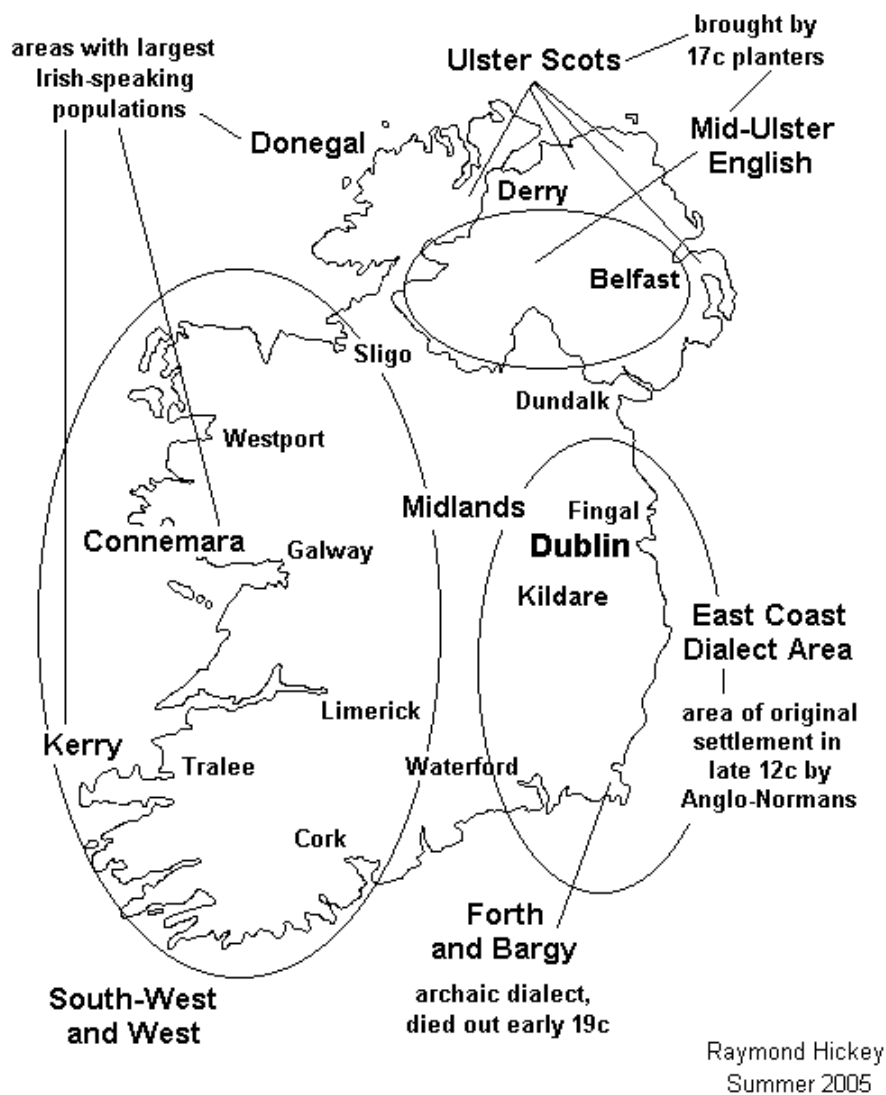 areas with largest
Irish-speaking
populations
Ulster Scots
brought by
17c planters
Donegal
Mid-Ulster
English
Derry
Belfast
Sligo
Dundalk
Westport
Midlands
Fingal
Dublin
Connemara
Galway
Kildare
East Coast
Dialect Area
area of original
settlement in
late 12c by
Anglo-Normans
Limerick
Kerry
Tralee
Waterford
Cork
Forth
and Bargy
archaic dialect,
died out early 19c
South-West
and West
Raymond Hickey
Summer 2005